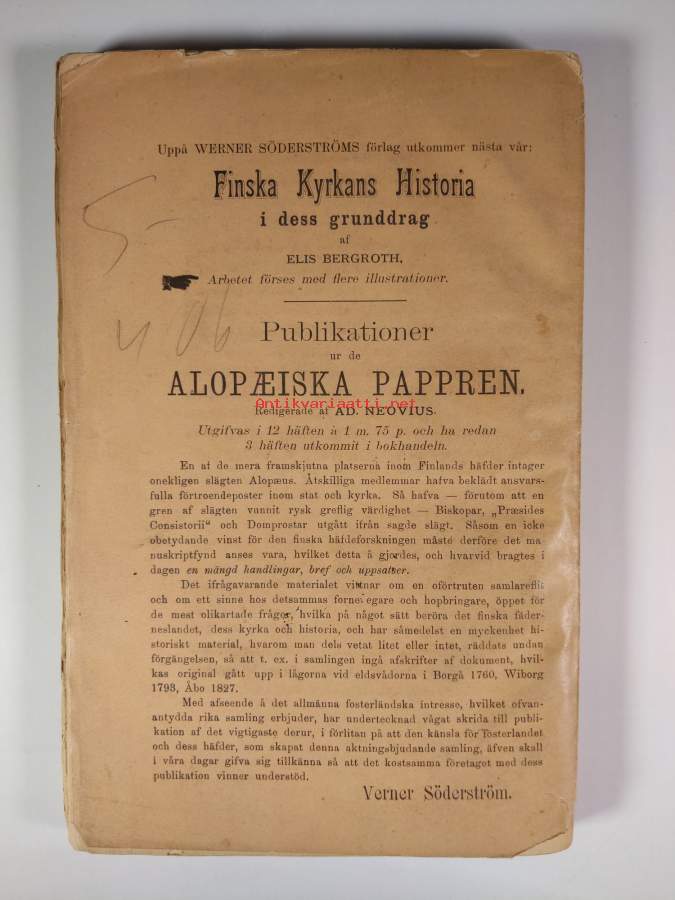 Uppå WERNER SÖDERSTRÖMS förlag utkommer nästa vår:
Finska Kyrkans Historia
i dess grunddrag
af
ELIS BERGROTH.
Arbetet förses med flere illustrationer.
5-
406
Publikationer
ur de
ALOPÆISKA PAPPREN.
Antikvariaatti.net
Redigerade af AD. NEOVIUS.
Utgifvas i 12 häften à 1 m. 75 p. och ha redan
3 häften utkommit i bokhandeln.
En af de mera framskjutna platserna inom Finlands häfder intager
onekligen slägten Alopæus. Åtskilliga medlemmar hafva beklädt ansvars-
fulla förtroendeposter inom stat och kyrka. Så hafva — förutom att en
gren af slägten vunnit rysk greflig värdighet — Biskopar, „Præsides
Consistorii“ och Domprostar utgått ifrån sagde slägt. Såsom en icke
obetydande vinst för den finska häfdeforskningen måste derföre det ma-
nuskriptfynd anses vara, hvilket detta å gjordes, och hvarvid bragtes i
dagen en mängd handlingar, bref och uppsatser.
Det ifrågavarande materialet vittnar om en oförtruten samlareflit
och om ett sinne hos detsammas forne egare och hopbringare, öppet för
de mest olikartade frågor, hvilka på något sätt beröra det finska fäder-
neslandet, dess kyrka och historia, och har såmedelst en myckenhet hi-
storiskt material, hvarom man dels vetat litet eller intet, räddats undan
förgängelsen, så att t. ex. i samlingen ingå afskrifter af dokument, hvil-
kas original gått upp i lågorna vid eldsvådorna i Borgå 1760, Wiborg
1793, Åbo 1827.
Med afseende å det allmänna fosterländska intresse, hvilket ofvan-
antydda rika samling erbjuder, har undertecknad vågat skrida till publi-
kation af det vigtigaste derur, i förlitan på att den känsla för fosterlandet
och dess häfder, som skapat denna aktningsbjudande samling, äfven skall
i våra dagar gifva sig tillkänna så att det kostsamma företaget med dess
publikation vinner understöd.
Verner Söderström.